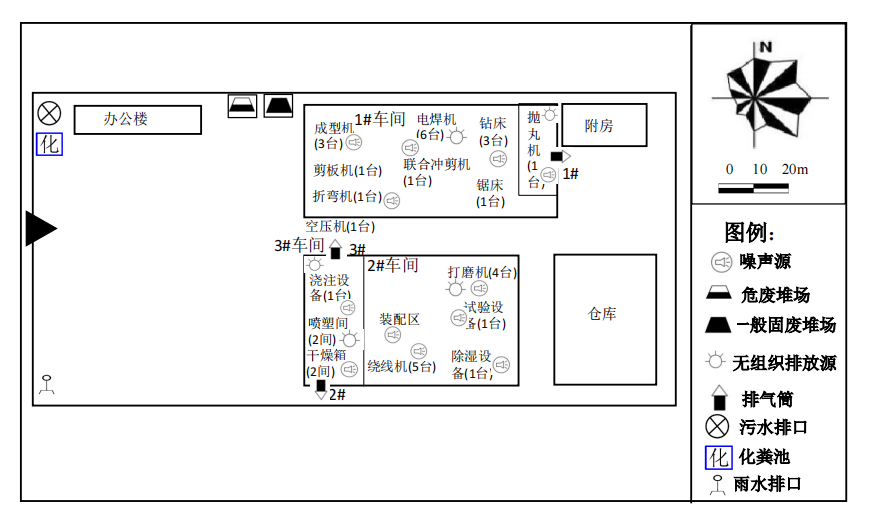 办公楼
化
1#车间
成型机
(3台)
剪板机(1台)
折弯机(1台)
电焊机
(6台)
联合冲剪机
(1台)
钻床
(3台)
锯床
(1台)
抛
丸
机
(1
台)
附房
1#
空压机(1台)
3#车间
3#
浇注设
备(1台)
喷塑间
(2间)
干燥箱
(2间)
2#
2#车间
打磨机(4台)
试验设
备(1台)
装配区
绕线机(5台)
除湿设
备(1台)
仓库
N
0 10 20m
图例：
噪声源
危废堆场
一般固废堆场
无组织排放源
排气筒
污水排口
化 化粪池
雨水排口